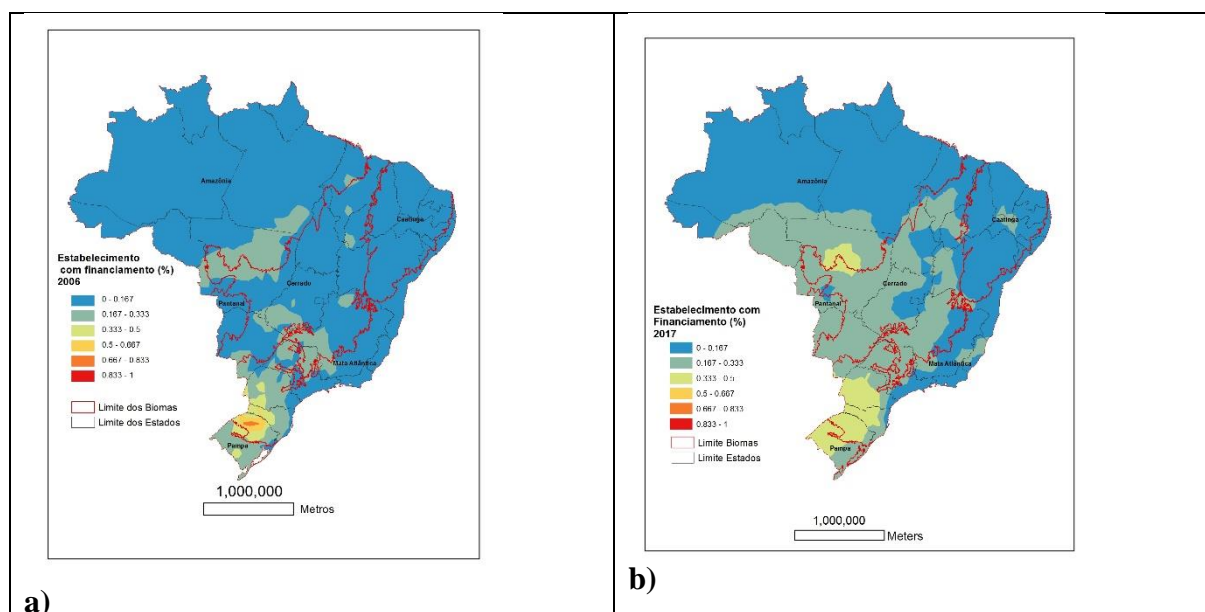 Amazônia
Caatinga
Cerrado
Pantanal
Mata Atlântica
Pampa
Estabelecimento
com financiamento (%)
2006
0 - 0.167
0.167 - 0.333
0.333 - 0.5
0.5 - 0.667
0.667 - 0.833
0.833 - 1
Limite dos Biomas
Limite dos Estados
1,000,000
Metros
a)
Amazônia
Caatinga
Cerrado
Pantanal
Mata Atlântica
Pampa
Estabelecimento com
Financiamento (%)
2017
0 - 0.167
0.167 - 0.333
0.333 - 0.5
0.5 - 0.667
0.667 - 0.833
0.833 - 1
Limite Biomas
Limite Estados
1,000,000
Meters
b)